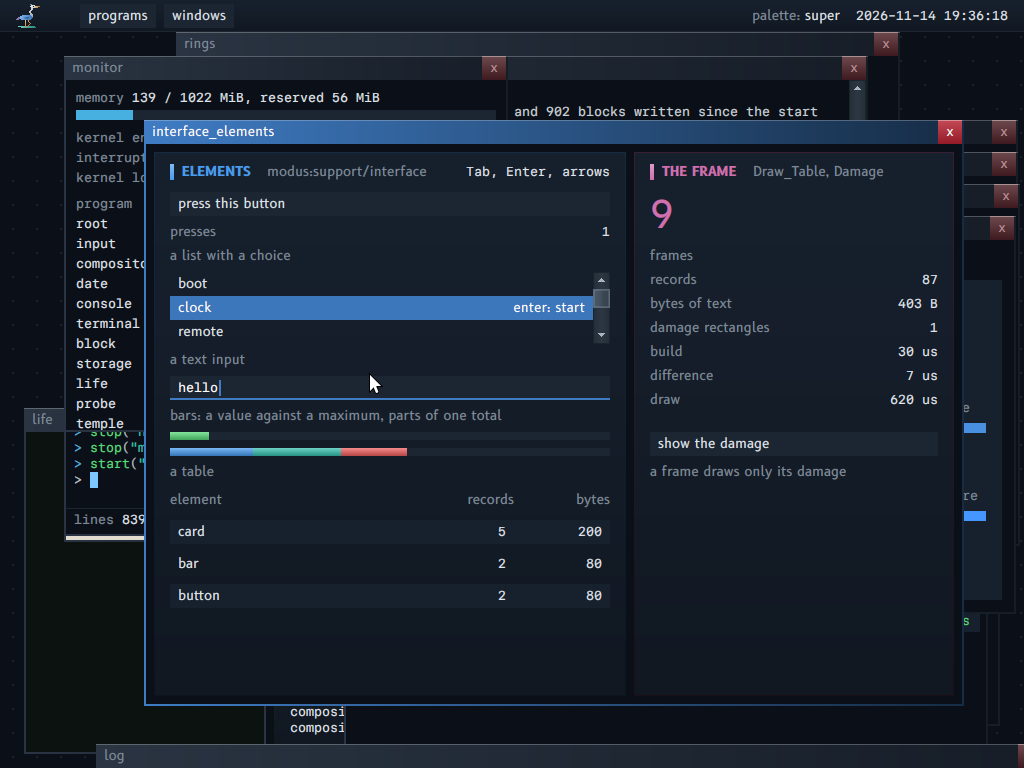 programs windows palette: super 2026-11-14 19:36:18
rings x
monitor x x
memory 139 / 1022 MiB, reserved 56 MiB
and 902 blocks written since the start
kernel
interrupt
kernel
interface_elements x
x
x
x
x
program
root
input
date
console
terminal
block
storage
life
probe
temple
ELEMENTS modus:support/interface Tab, Enter, arrows
press this button
presses 1
a list with a choice
boot
clock enter: start
remote
a text input
hello
bars: a value against a maximum, parts of one total
a table
element records bytes
card 5 200
bar 2 80
button 2 80
THE FRAME Draw_Table, Damage
9
frames
records 87
bytes of text 403 B
damage rectangles 1
build 30 us
difference 7 us
draw 620 us
show the damage
a frame draws only its damage
life
> stop("m
> start("
>
lines 839
composi
composi
log